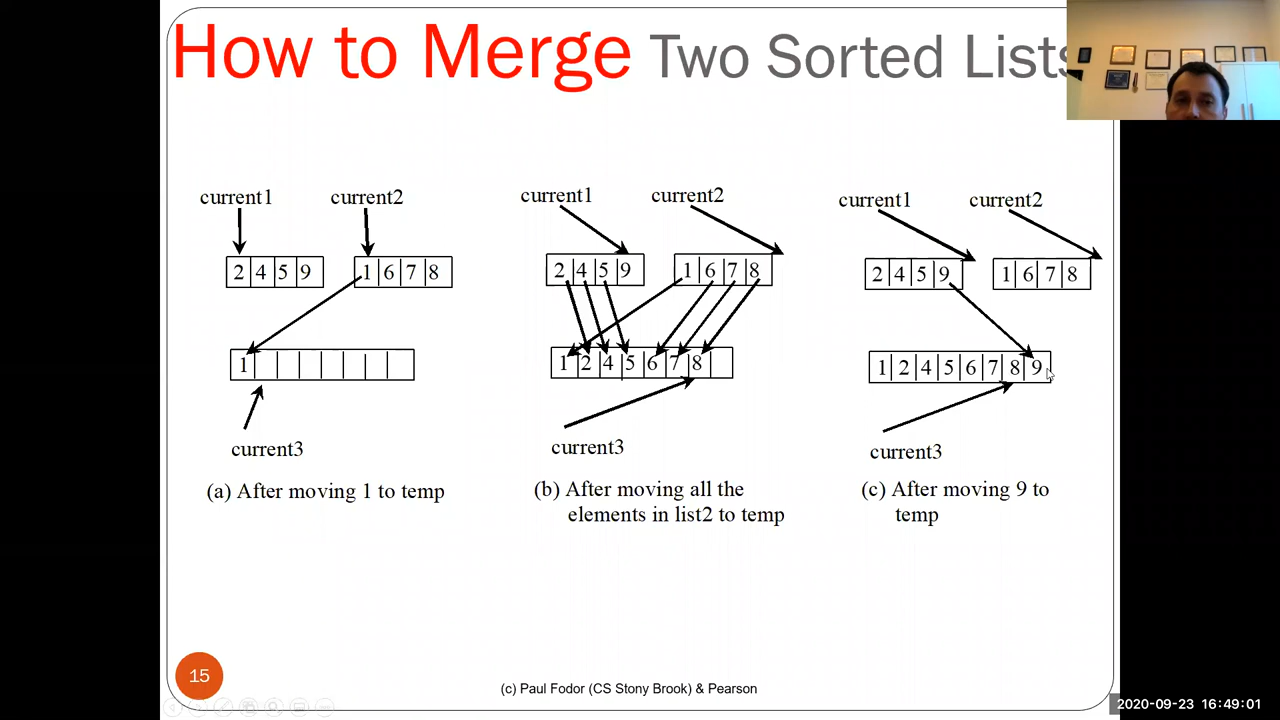 How to Merge Two Sorted Lists
current1 current2
2 4 5 9 1 6 7 8
1
current3
(a) After moving 1 to temp
current1 current2
2 4 5 9 1 6 7 8
1 2 4 5 6 7 8
current3
(b) After moving all the
elements in list2 to temp
current1 current2
2 4 5 9 1 6 7 8
1 2 4 5 6 7 8 9
current3
(c) After moving 9 to
temp
15
(c) Paul Fodor (CS Stony Brook) & Pearson
2020-09-23 16:49:01